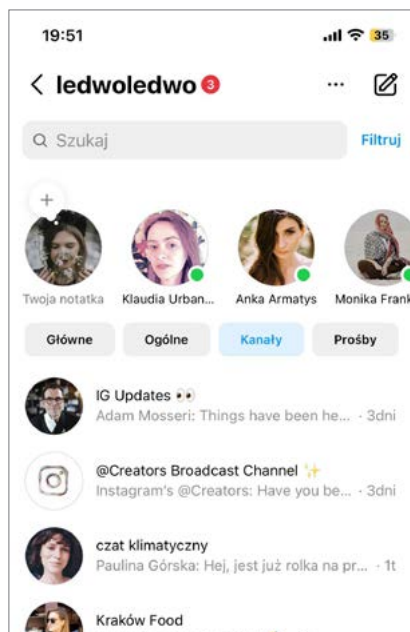 19:51
35
ledwoledwo 3
Szukaj
Filtruj
Twoja notatka
Klaudia Urban...
Anka Armatys
Monika Frank
Główne
Ogólne
Kanały
Prośby
IG Updates 👀
Adam Mosseri: Things have been he... · 3dni
@Creators Broadcast Channel ✨
Instagram's @Creators: Have you be... · 3dni
czat klimatyczny
Paulina Górska: Hej, jest już rolka na pr... · 1t
Kraków Food